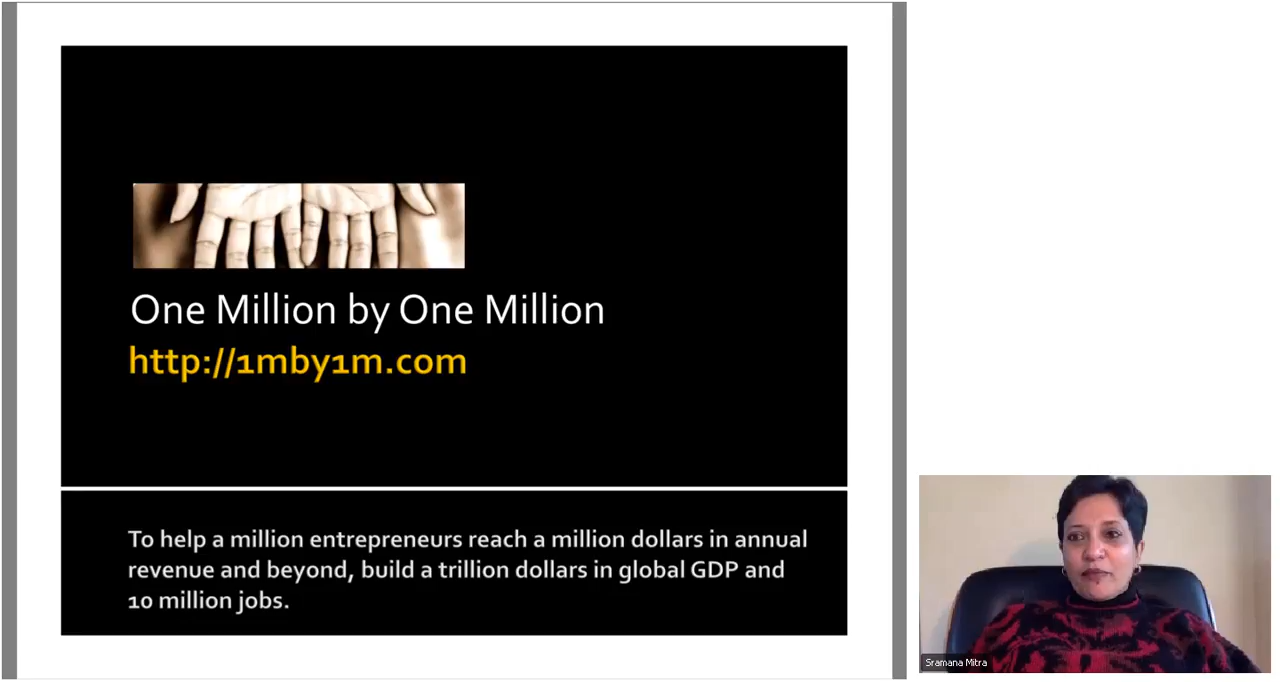 One Million by One Million
http://1mby1m.com
To help a million entrepreneurs reach a million dollars in annual
revenue and beyond, build a trillion dollars in global GDP and
10 million jobs.
Sramana Mitra